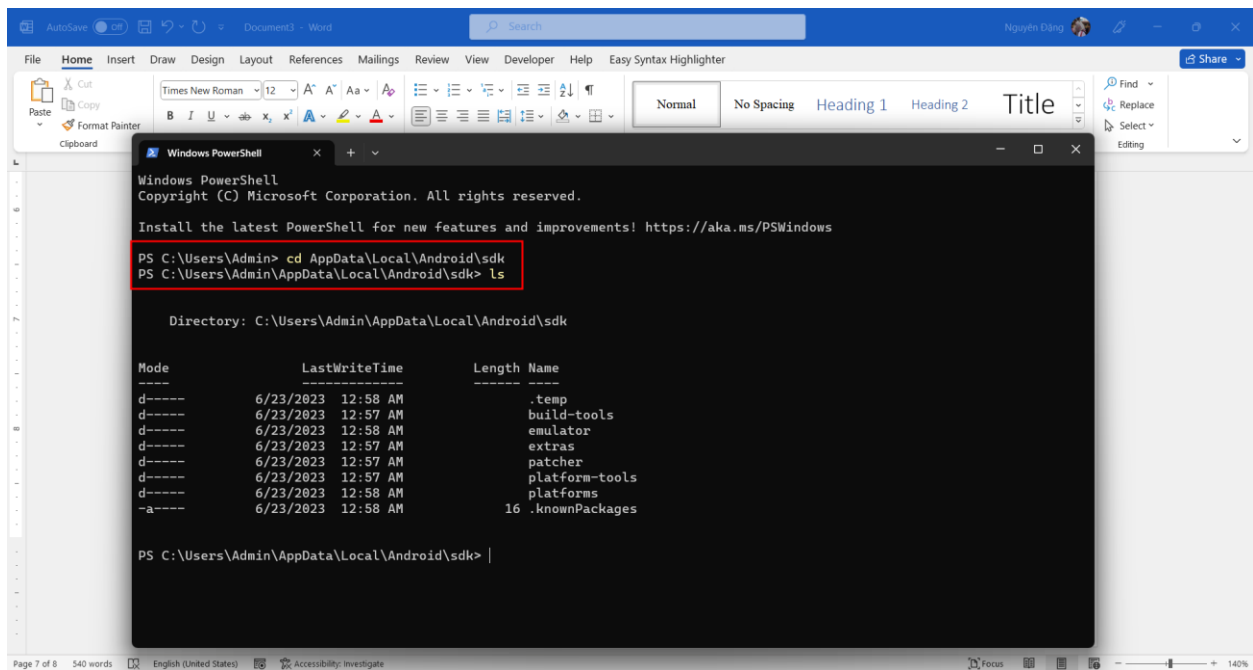 AutoSave Off Document3 - Word Search Nguyên Đăng
File Home Insert Draw Design Layout References Mailings Review View Developer Help Easy Syntax Highlighter Share
Paste
Cut
Copy
Format Painter
Clipboard
Times New Roman 12
Normal No Spacing Heading 1 Heading 2 Title
Find
Replace
Select
Editing
Windows PowerShell
Windows PowerShell
Copyright (C) Microsoft Corporation. All rights reserved.
Install the latest PowerShell for new features and improvements! https://aka.ms/PSWindows
PS C:\Users\Admin> cd AppData\Local\Android\sdk
PS C:\Users\Admin\AppData\Local\Android\sdk> ls
Directory: C:\Users\Admin\AppData\Local\Android\sdk
Mode LastWriteTime Length Name
---- ------------- ------ ----
d----- 6/23/2023 12:58 AM .temp
d----- 6/23/2023 12:57 AM build-tools
d----- 6/23/2023 12:58 AM emulator
d----- 6/23/2023 12:57 AM extras
d----- 6/23/2023 12:57 AM patcher
d----- 6/23/2023 12:57 AM platform-tools
d----- 6/23/2023 12:58 AM platforms
-a---- 6/23/2023 12:58 AM 16 .knownPackages
PS C:\Users\Admin\AppData\Local\Android\sdk>
Page 7 of 8 540 words English (United States) Accessibility: Investigate Focus 140%